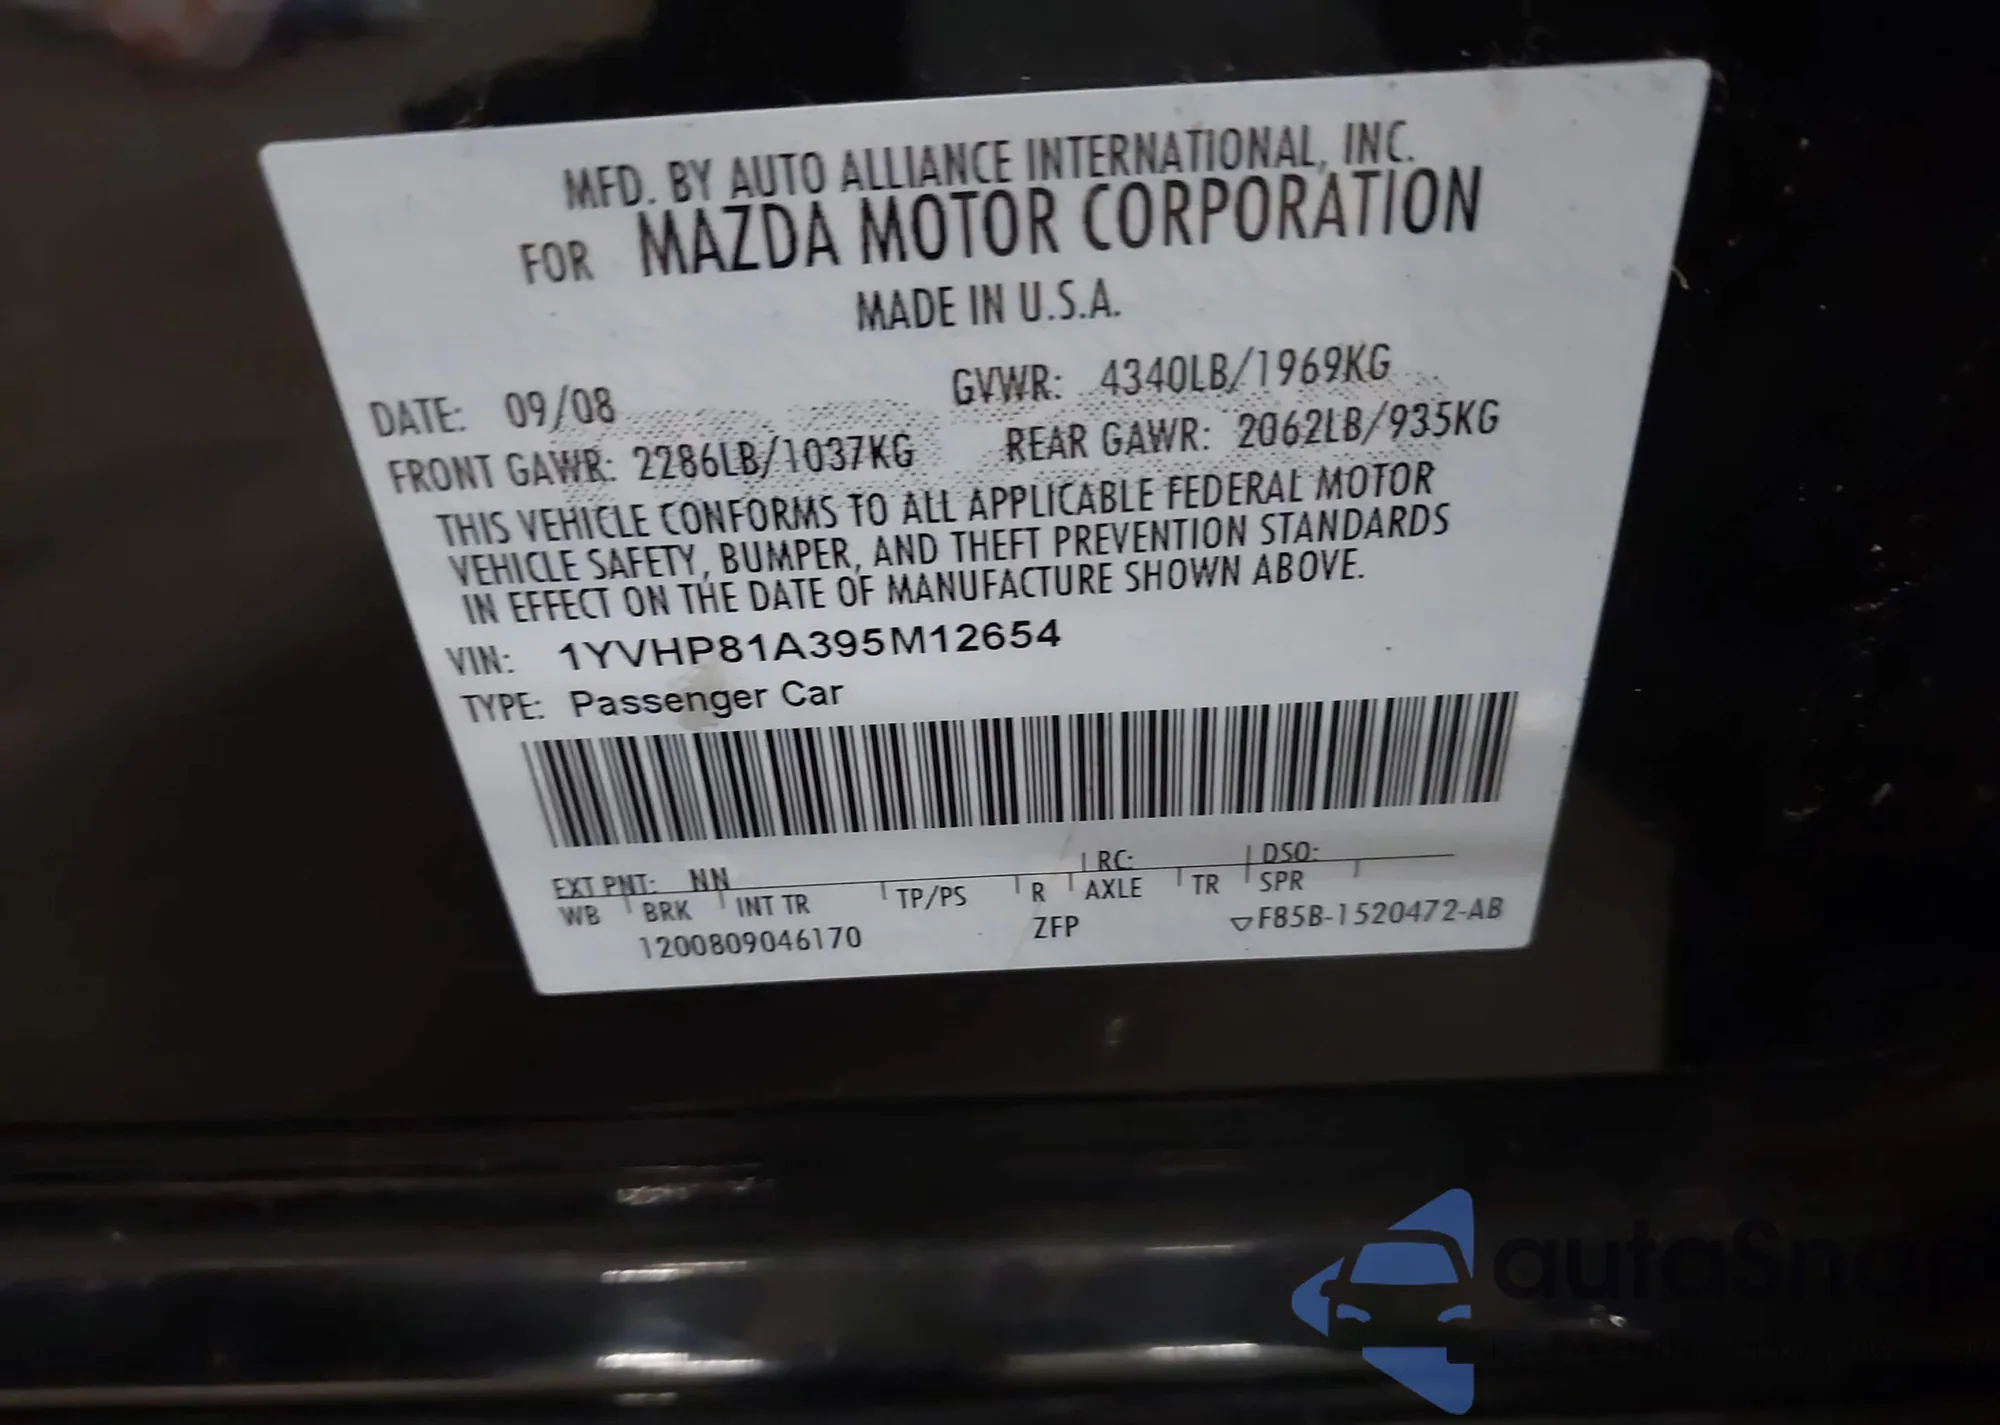 MFD. BY AUTO ALLIANCE INTERNATIONAL, INC.
FOR MAZDA MOTOR CORPORATION
MADE IN U.S.A.
DATE: 09/08 GVWR: 4340LB/1969KG
FRONT GAWR: 2286LB/1037KG REAR GAWR: 2062LB/935KG
THIS VEHICLE CONFORMS TO ALL APPLICABLE FEDERAL MOTOR
VEHICLE SAFETY, BUMPER, AND THEFT PREVENTION STANDARDS
IN EFFECT ON THE DATE OF MANUFACTURE SHOWN ABOVE.
VIN: 1YVHP81A395M12654
TYPE: Passenger Car
EXT PNT: NN RC: DSO:
WB BRK INT TR TP/PS R AXLE TR SPR
1200809046170 ZFP ▽F85B-1520472-AB
autoSnap